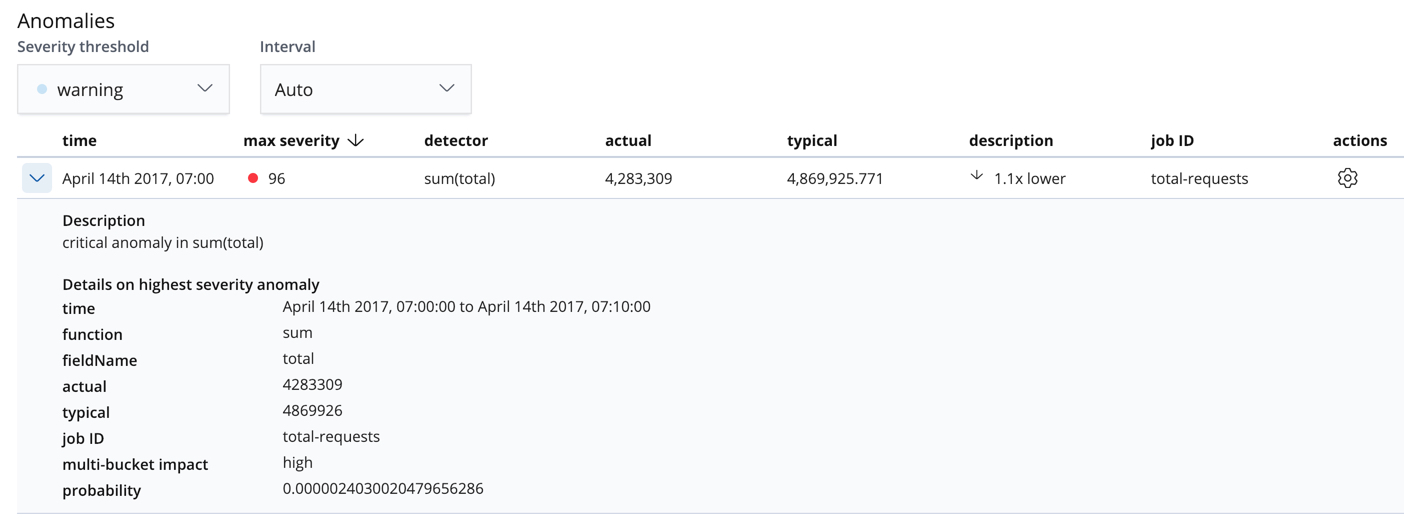 Anomalies
Severity threshold Interval
warning Auto
time max severity detector actual typical description job ID actions
April 14th 2017, 07:00 96 sum(total) 4,283,309 4,869,925.771 1.1x lower total-requests
Description
critical anomaly in sum(total)
Details on highest severity anomaly
time April 14th 2017, 07:00:00 to April 14th 2017, 07:10:00
function sum
fieldName total
actual 4283309
typical 4869926
job ID total-requests
multi-bucket impact high
probability 0.0000024030020479656286